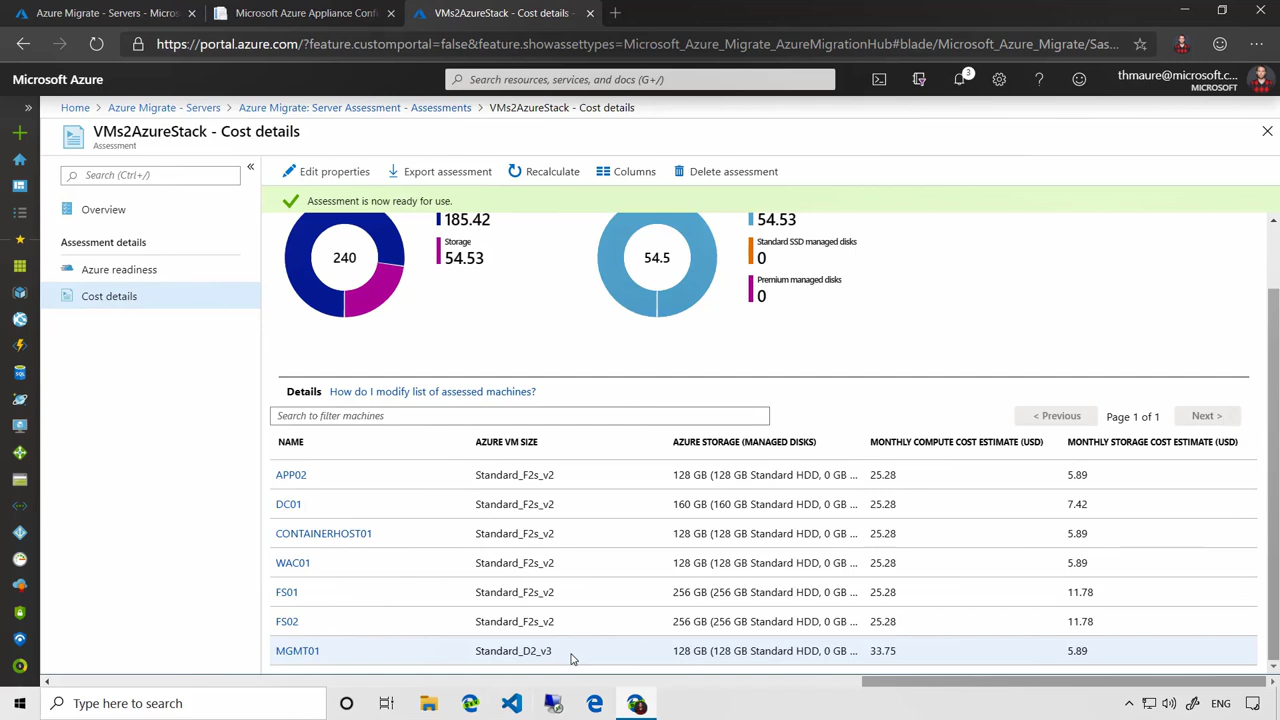 Azure Migrate: Servers - Microso
Microsoft Azure Appliance Conf
VMs2AzureStack - Cost details -
https://portal.azure.com/?feature.customportal=false&feature.showassettypes=Microsoft_Azure_Migrate_AzureMigrationHub#blade/Microsoft_Azure_Migrate/Sas...
Microsoft Azure
Search resources, services, and docs (G+/)
3
thmaure@microsoft.c...
MICROSOFT
Home > Azure Migrate - Servers > Azure Migrate: Server Assessment - Assessments > VMs2AzureStack - Cost details
VMs2AzureStack - Cost details
Assessment
Search (Ctrl+/)
Overview
Assessment details
Azure readiness
Cost details
Edit properties
Export assessment
Recalculate
Columns
Delete assessment
Assessment is now ready for use.
240
185.42
Storage
54.53
54.5
54.53
Standard SSD managed disks
0
Premium managed disks
0
Details How do I modify list of assessed machines?
Search to filter machines
< Previous Page 1 of 1 Next >
NAME AZURE VM SIZE AZURE STORAGE (MANAGED DISKS) MONTHLY COMPUTE COST ESTIMATE (USD) MONTHLY STORAGE COST ESTIMATE (USD)
APP02 Standard_F2s_v2 128 GB (128 GB Standard HDD, 0 GB ... 25.28 5.89
DC01 Standard_F2s_v2 160 GB (160 GB Standard HDD, 0 GB ... 25.28 7.42
CONTAINERHOST01 Standard_F2s_v2 128 GB (128 GB Standard HDD, 0 GB ... 25.28 5.89
WAC01 Standard_F2s_v2 128 GB (128 GB Standard HDD, 0 GB ... 25.28 5.89
FS01 Standard_F2s_v2 256 GB (256 GB Standard HDD, 0 GB ... 25.28 11.78
FS02 Standard_F2s_v2 256 GB (256 GB Standard HDD, 0 GB ... 25.28 11.78
MGMT01 Standard_D2_v3 128 GB (128 GB Standard HDD, 0 GB ... 33.75 5.89
Type here to search
ENG